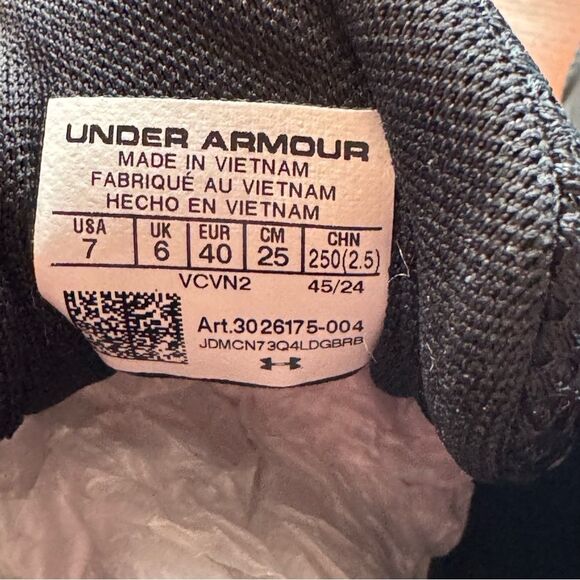 UNDER ARMOUR
MADE IN VIETNAM
FABRIQUÉ AU VIETNAM
HECHO EN VIETNAM
USA UK EUR CM CHN
7 6 40 25 250(2.5)
VCVN2 45/24
Art.3026175-004
JDMCN73Q4LDGBRB